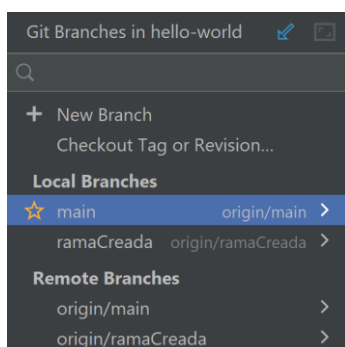 Git Branches in hello-world
+ New Branch
Checkout Tag or Revision...
Local Branches
main origin/main
ramaCreada origin/ramaCreada
Remote Branches
origin/main
origin/ramaCreada